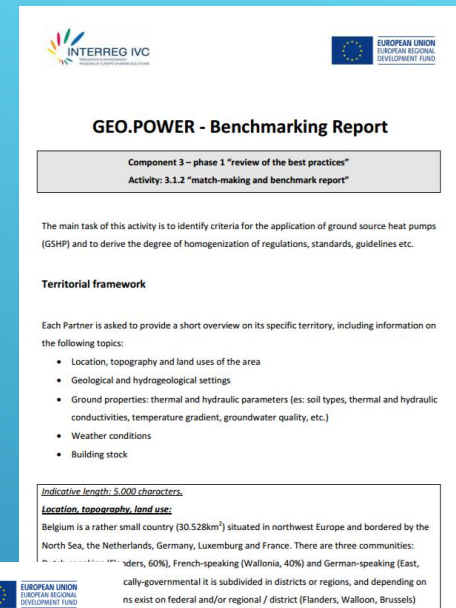 INTERREG IVC
EUROPEAN UNION
EUROPEAN REGIONAL
DEVELOPMENT FUND
GEO.POWER - Benchmarking Report
Component 3 – phase 1 "review of the best practices"
Activity: 3.1.2 "match-making and benchmark report"
The main task of this activity is to identify criteria for the application of ground source heat pumps
(GSHP) and to derive the degree of homogenization of regulations, standards, guidelines etc.
Territorial framework
Each Partner is asked to provide a short overview on its specific territory, including information on
the following topics:
• Location, topography and land uses of the area
• Geological and hydrogeological settings
• Ground properties: thermal and hydraulic parameters (es: soil types, thermal and hydraulic
conductivities, temperature gradient, groundwater quality, etc.)
• Weather conditions
• Building stock
Indicative length: 5.000 characters.
Location, topography, land use:
Belgium is a rather small country (30.528km²) situated in northwest Europe and bordered by the
North Sea, the Netherlands, Germany, Luxemburg and France. There are three communities:
60%), French-speaking (Wallonia, 40%) and German-speaking (East,
cally-governmental it is subdivided in districts or regions, and depending on
ns exist on federal and/or regional / district (Flanders, Walloon, Brussels)
EUROPEAN UNION
EUROPEAN REGIONAL
DEVELOPMENT FUND